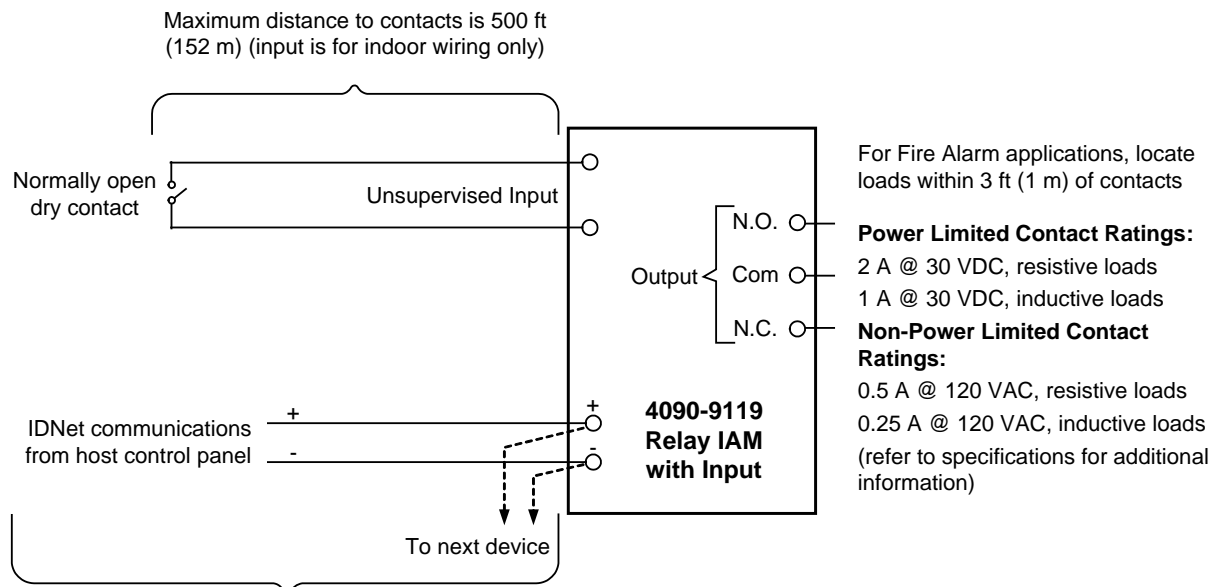 Maximum distance to contacts is 500 ft
(152 m) (input is for indoor wiring only)
Normally open
dry contact
Unsupervised Input
N.O.
Output
Com
N.C.
For Fire Alarm applications, locate
loads within 3 ft (1 m) of contacts
Power Limited Contact Ratings:
2 A @ 30 VDC, resistive loads
1 A @ 30 VDC, inductive loads
Non-Power Limited Contact
Ratings:
0.5 A @ 120 VAC, resistive loads
0.25 A @ 120 VAC, inductive loads
(refer to specifications for additional
information)
IDNet communications
from host control panel
+
-
+
-
4090-9119
Relay IAM
with Input
To next device